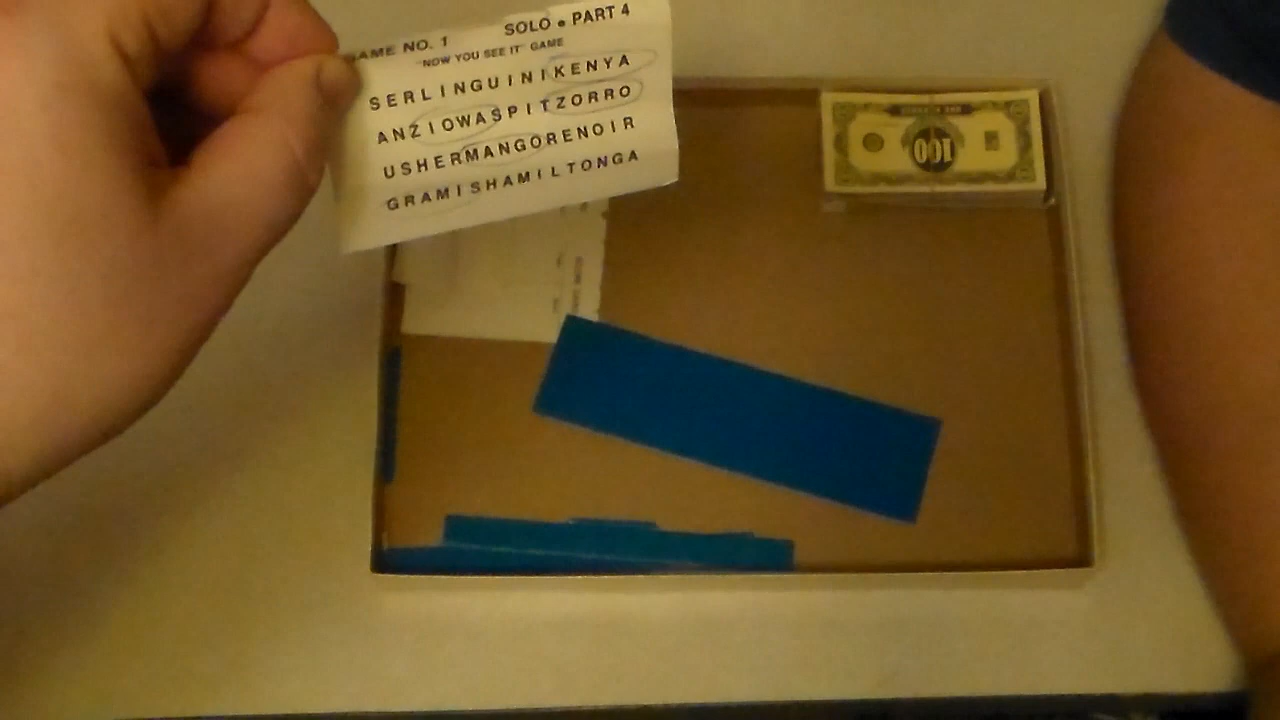 GAME NO. 1 SOLO • PART 4
"NOW YOU SEE IT" GAME
SERLINGUINIKENYA
ANZIOWASPITZORRO
USHERMANGORENOIR
GRAMISHAMILTONGA
100